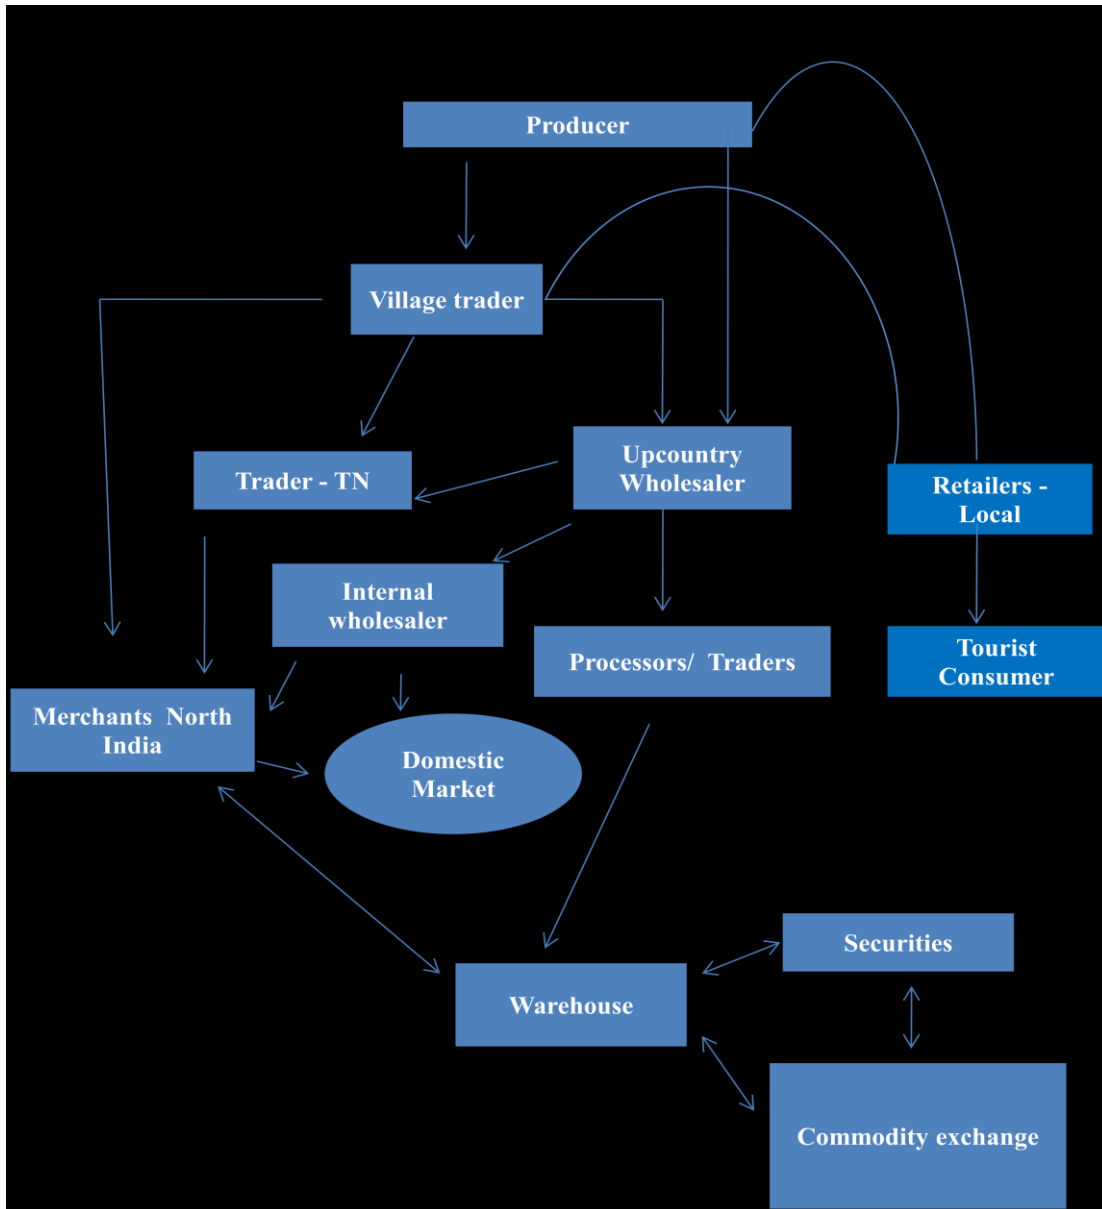 Producer
Village trader
Upcountry
Wholesaler
Trader - TN
Retailers -
Local
Internal
wholesaler
Processors/ Traders
Tourist
Consumer
Merchants North
India
Domestic
Market
Securities
Warehouse
Commodity exchange